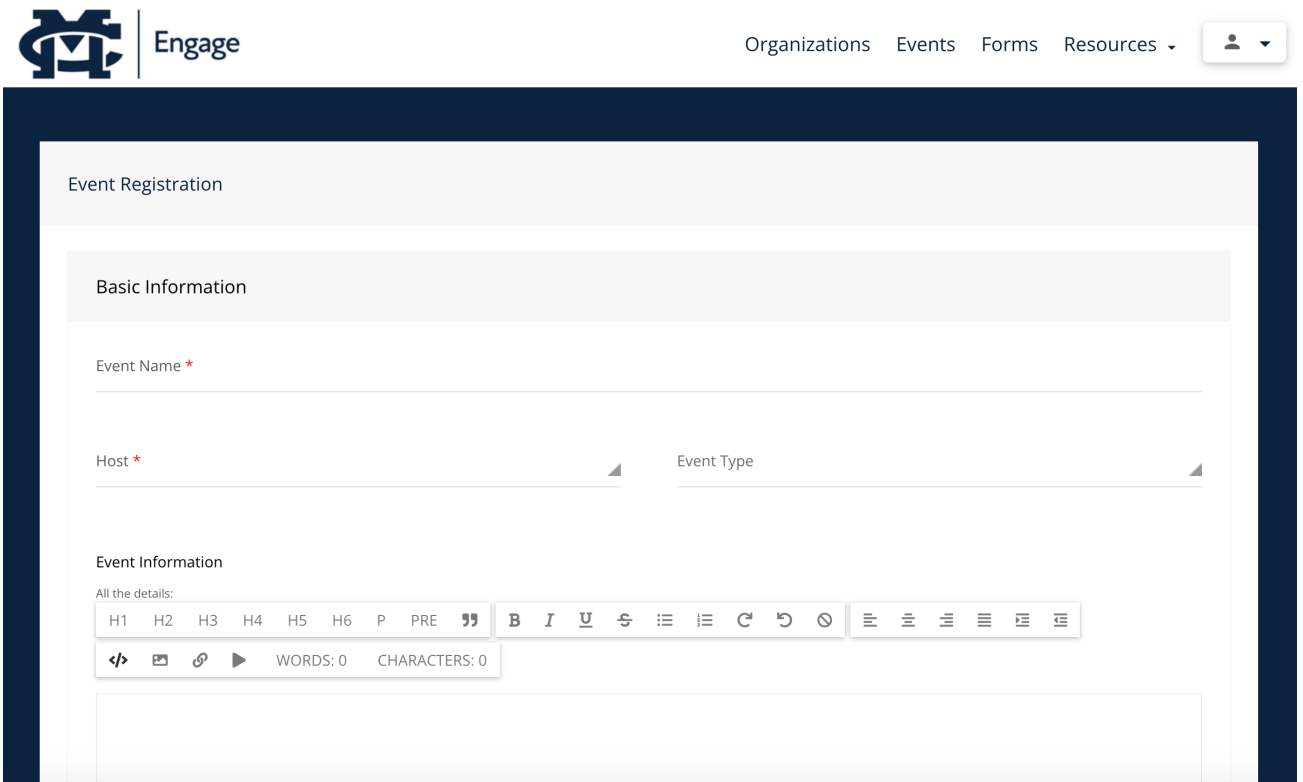 MC Engage
Organizations Events Forms Resources
Event Registration
Basic Information
Event Name *
Host * Event Type
Event Information
All the details:
H1 H2 H3 H4 H5 H6 P PRE ” B I U S
</> WORDS: 0 CHARACTERS: 0